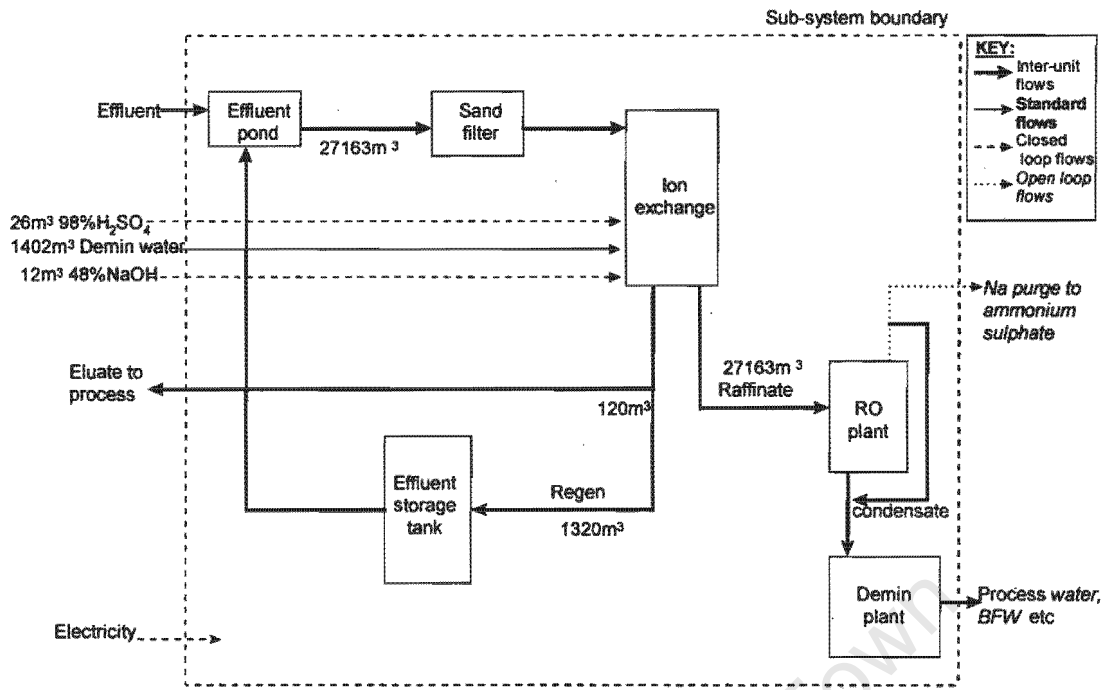 Sub-system boundary
KEY:
Inter-unit
flows
Standard
flows
Closed
loop flows
Open loop
flows
Effluent
Effluent
pond
27163m³
Sand
filter
Ion
exchange
26m³ 98%H₂SO₄
1402m³ Demin water
12m³ 48%NaOH
Na purge to
ammonium
sulphate
Eluate to
process
120m³
27163m³
Raffinate
RO
plant
Effluent
storage
tank
Regen
1320m³
condensate
Demin
plant
Process water,
BFW etc
Electricity